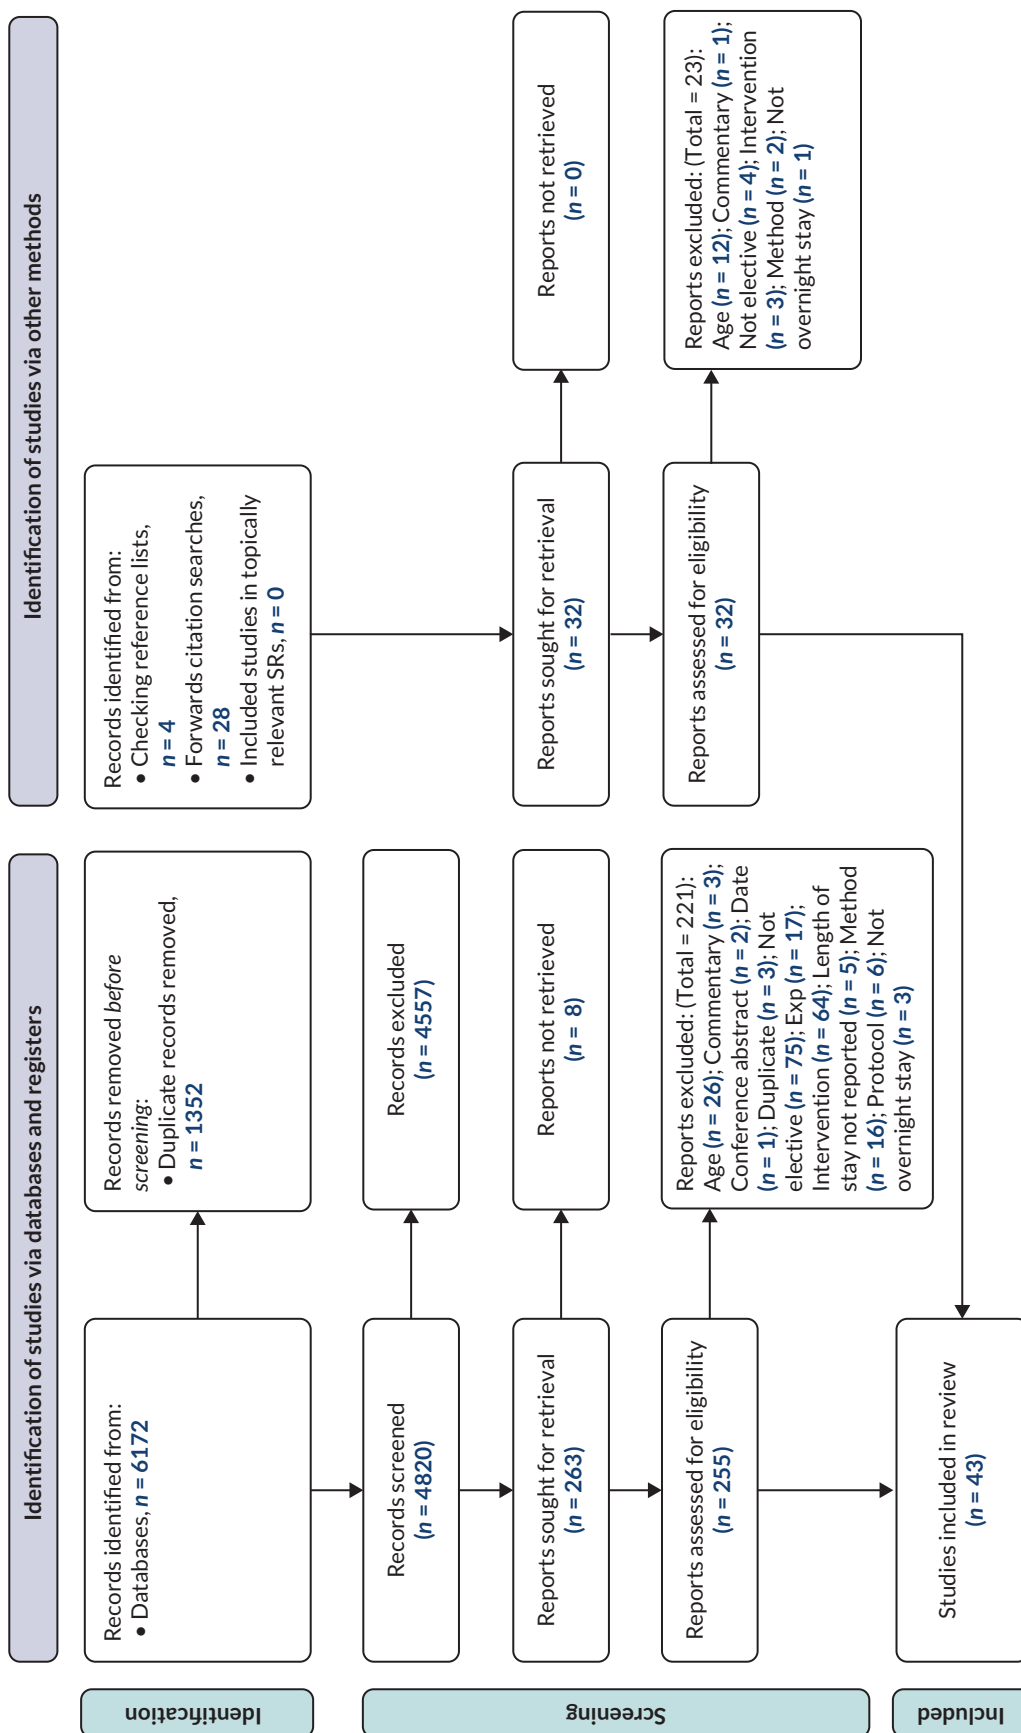 Identification of studies via databases and registers
Identification of studies via other methods
Identification
Records identified from:
• Databases, n = 6172
Records removed before
screening:
• Duplicate records removed,
n = 1352
Records identified from:
• Checking reference lists,
n = 4
• Forwards citation searches,
n = 28
• Included studies in topically
relevant SRs, n = 0
Screening
Records screened
(n = 4820)
Records excluded
(n = 4557)
Reports sought for retrieval
(n = 263)
Reports not retrieved
(n = 8)
Reports sought for retrieval
(n = 32)
Reports not retrieved
(n = 0)
Reports assessed for eligibility
(n = 255)
Reports excluded: (Total = 221):
Age (n = 26); Commentary (n = 3);
Conference abstract (n = 2); Date
(n = 1); Duplicate (n = 3); Not
elective (n = 75); Exp (n = 17);
Intervention (n = 64); Length of
stay not reported (n = 5); Method
(n = 16); Protocol (n = 6); Not
overnight stay (n = 3)
Reports assessed for eligibility
(n = 32)
Reports excluded: (Total = 23):
Age (n = 12); Commentary (n = 1);
Not elective (n = 4); Intervention
(n = 3); Method (n = 2); Not
overnight stay (n = 1)
Included
Studies included in review
(n = 43)